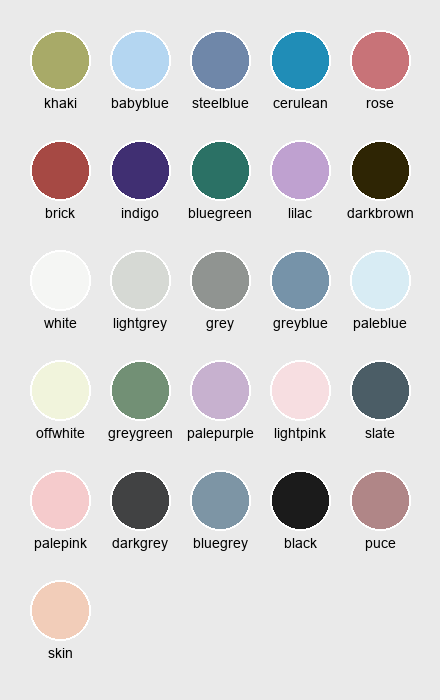 khaki babyblue steelblue cerulean rose
brick indigo bluegreen lilac darkbrown
white lightgrey grey greyblue paleblue
offwhite greygreen palepurple lightpink slate
palepink darkgrey bluegrey black puce
skin